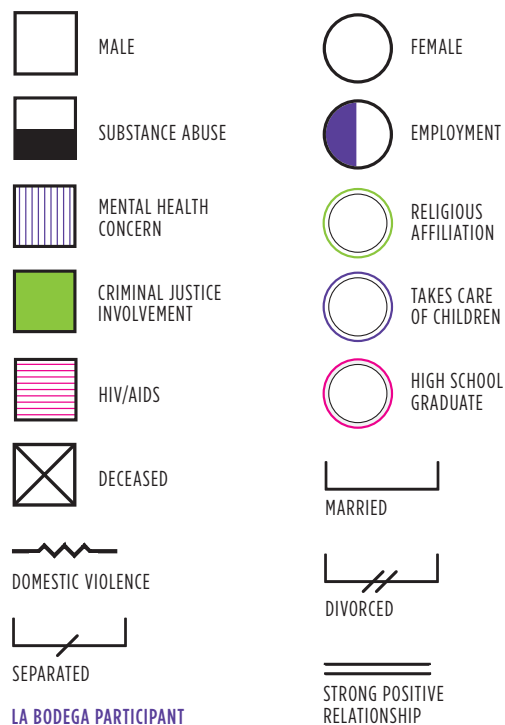 MALE
FEMALE
SUBSTANCE ABUSE
EMPLOYMENT
MENTAL HEALTH
CONCERN
RELIGIOUS
AFFILIATION
CRIMINAL JUSTICE
INVOLVEMENT
TAKES CARE
OF CHILDREN
HIV/AIDS
HIGH SCHOOL
GRADUATE
DECEASED
MARRIED
DOMESTIC VIOLENCE
DIVORCED
SEPARATED
STRONG POSITIVE
RELATIONSHIP
LA BODEGA PARTICIPANT